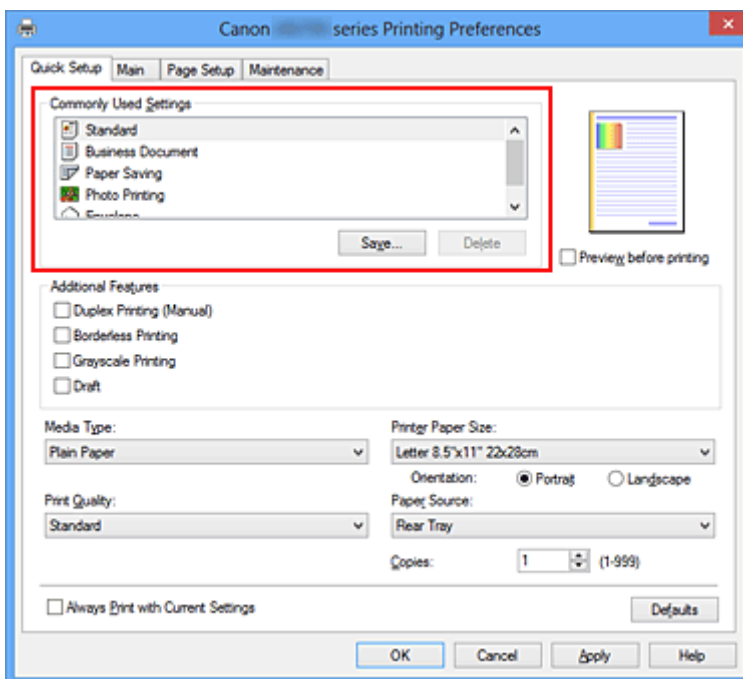 Canon series Printing Preferences
Quick Setup Main Page Setup Maintenance
Commonly Used Settings
Standard
Business Document
Paper Saving
Photo Printing
Envelope
Save... Delete
Preview before printing
Additional Features
Duplex Printing (Manual)
Borderless Printing
Grayscale Printing
Draft
Media Type:
Plain Paper
Printer Paper Size:
Letter 8.5"x11" 22x28cm
Orientation: Portrait Landscape
Print Quality:
Standard
Paper Source:
Rear Tray
Copies: 1 (1-999)
Always Print with Current Settings
Defaults
OK Cancel Apply Help